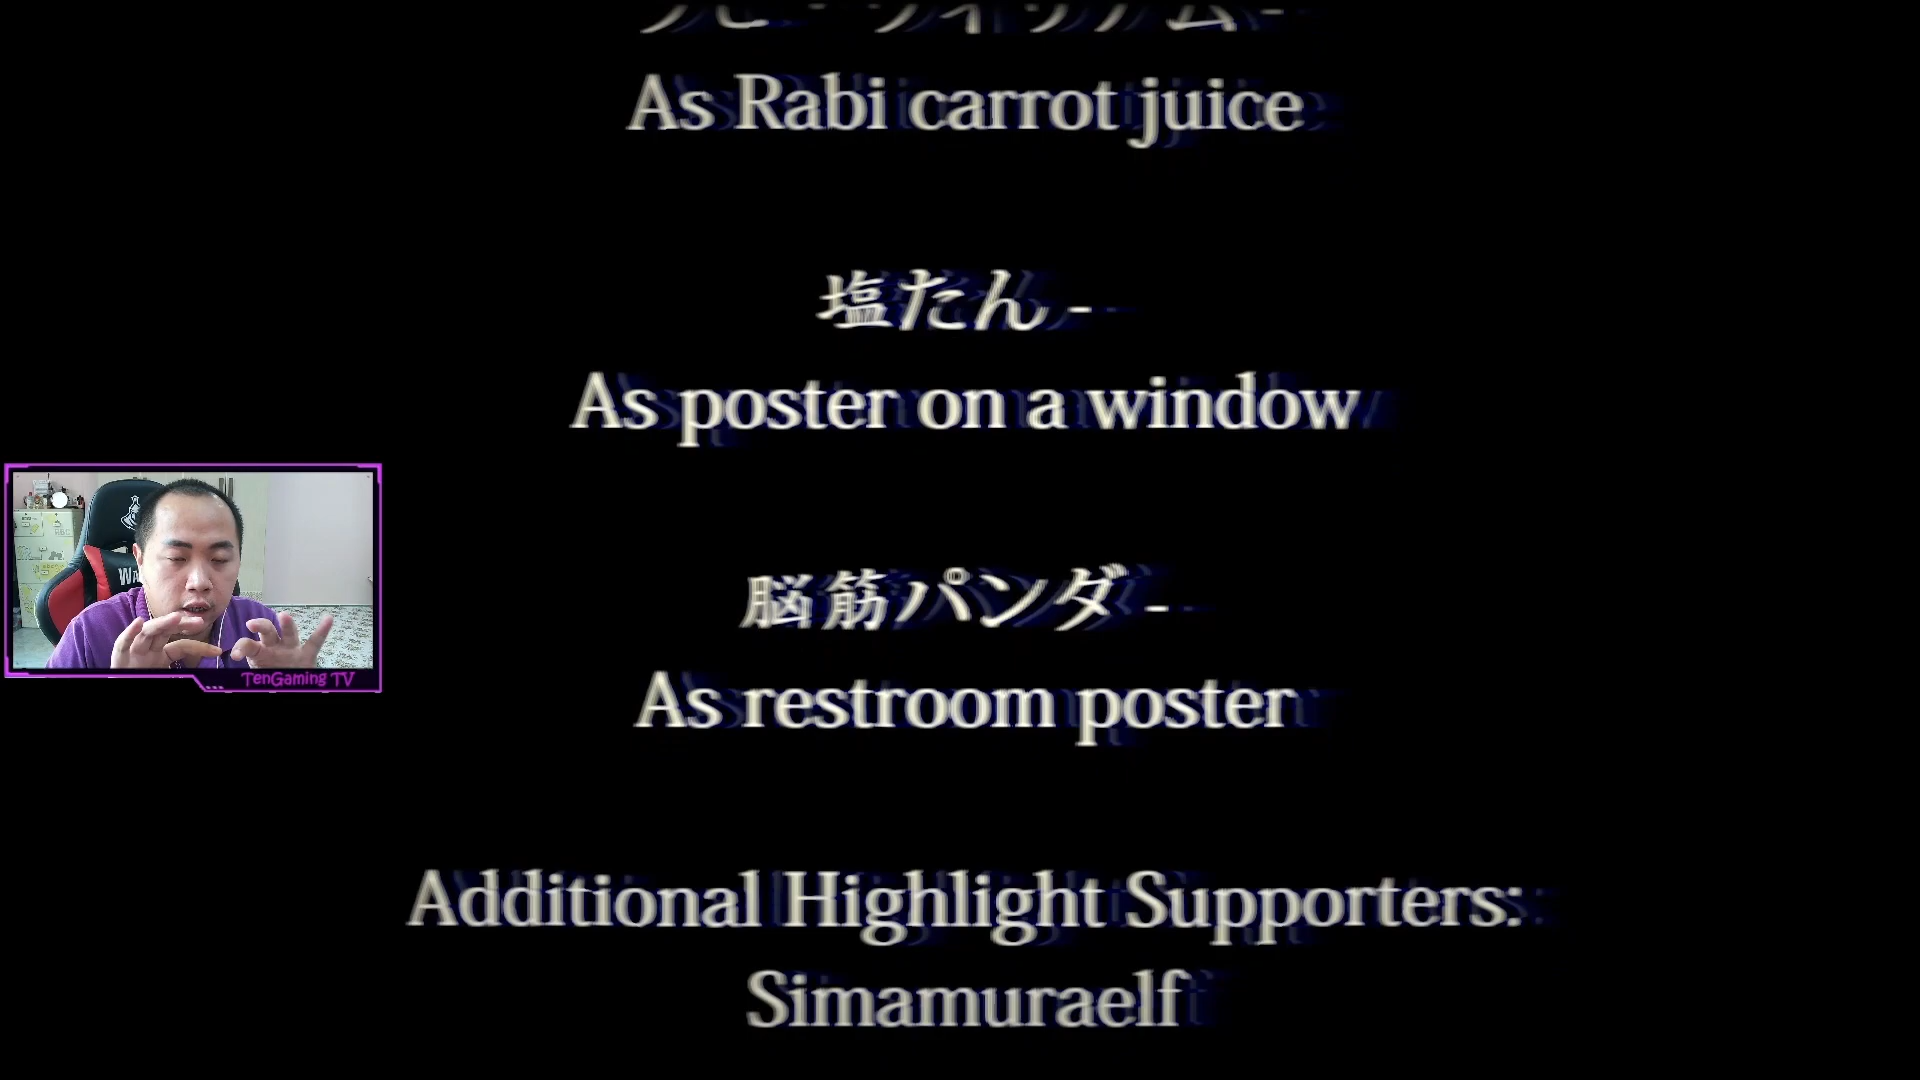 As Rabi carrot juice
塩たん -
As poster on a window
脳筋パンダ -
As restroom poster
Additional Highlight Supporters:
Simamuraelf
TenGaming TV